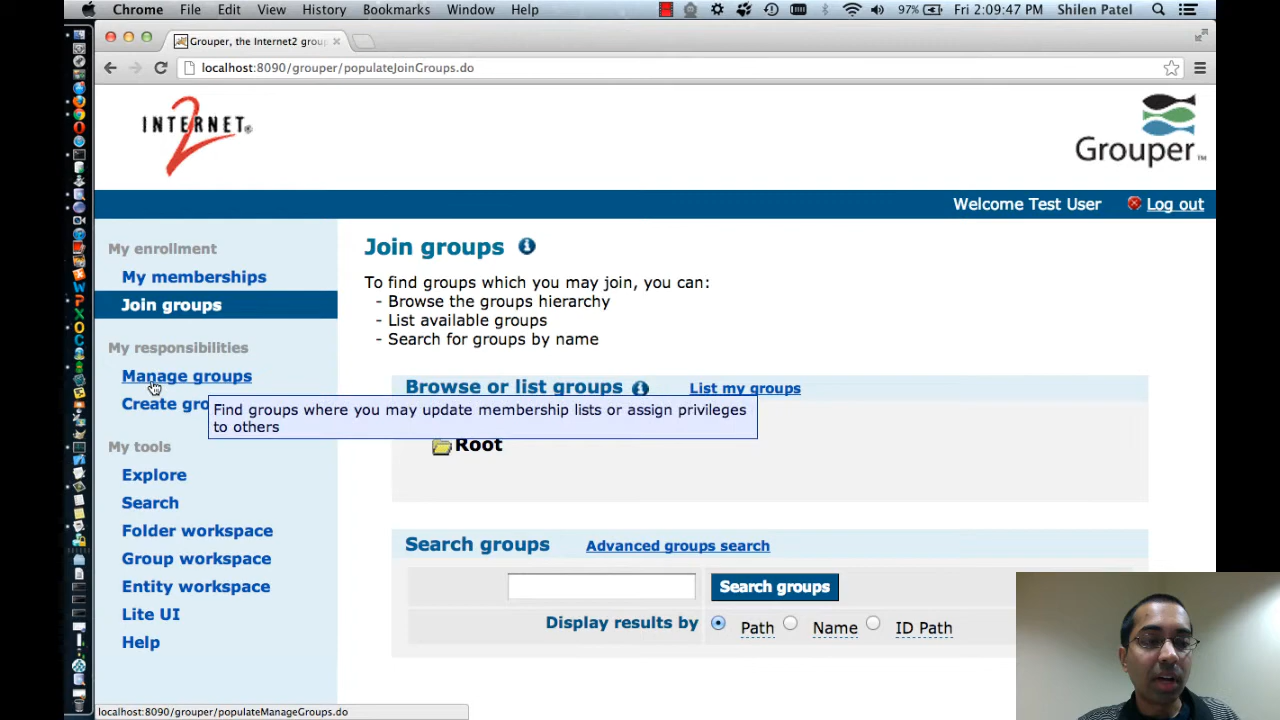 Chrome File Edit View History Bookmarks Window Help 97% Fri 2:09:47 PM Shilen Patel
Grouper, the Internet2 grou
localhost:8090/grouper/populateJoinGroups.do
INTERNET 2
Grouper™
Welcome Test User Log out
My enrollment
My memberships
Join groups
My responsibilities
Manage groups
Create gro
My tools
Explore
Search
Folder workspace
Group workspace
Entity workspace
Lite UI
Help
Join groups
To find groups which you may join, you can:
- Browse the groups hierarchy
- List available groups
- Search for groups by name
Browse or list groups List my groups
Find groups where you may update membership lists or assign privileges
to others
Root
Search groups Advanced groups search
Search groups
Display results by Path Name ID Path
localhost:8090/grouper/populateManageGroups.do